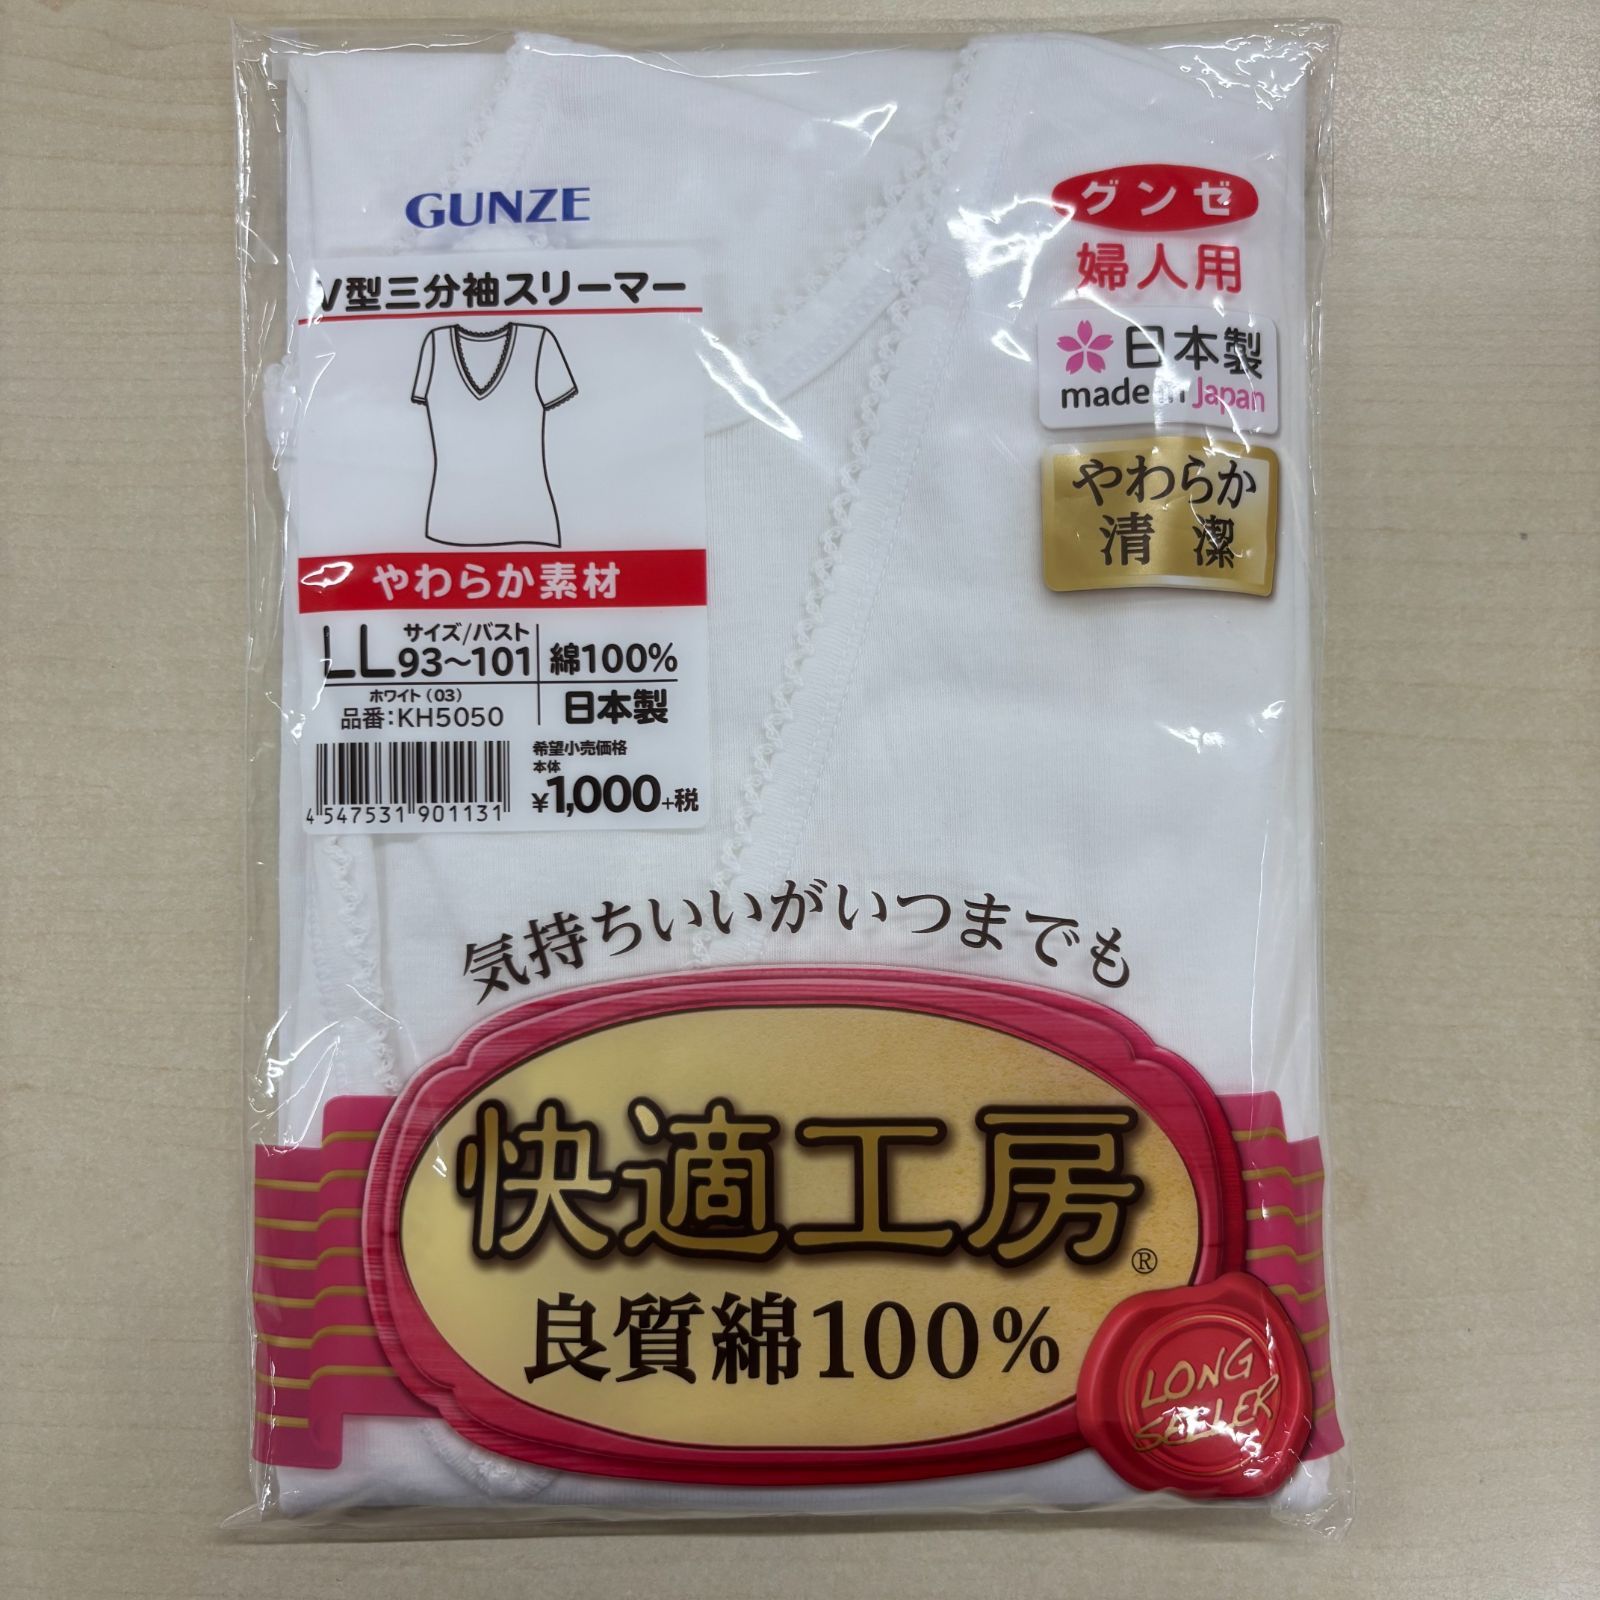 GUNZE
V型三分袖スリーマー
やわらか素材
LL サイズ/バスト 93〜101
綿100%
ホワイト(03)
品番:KH5050
日本製
希望小売価格
本体
¥1,000+税
4 547531 901131
グンゼ
婦人用
日本製
made in Japan
やわらか
清潔
気持ちいいがいつまでも
快適工房®
良質綿100%
LONG
SELLER